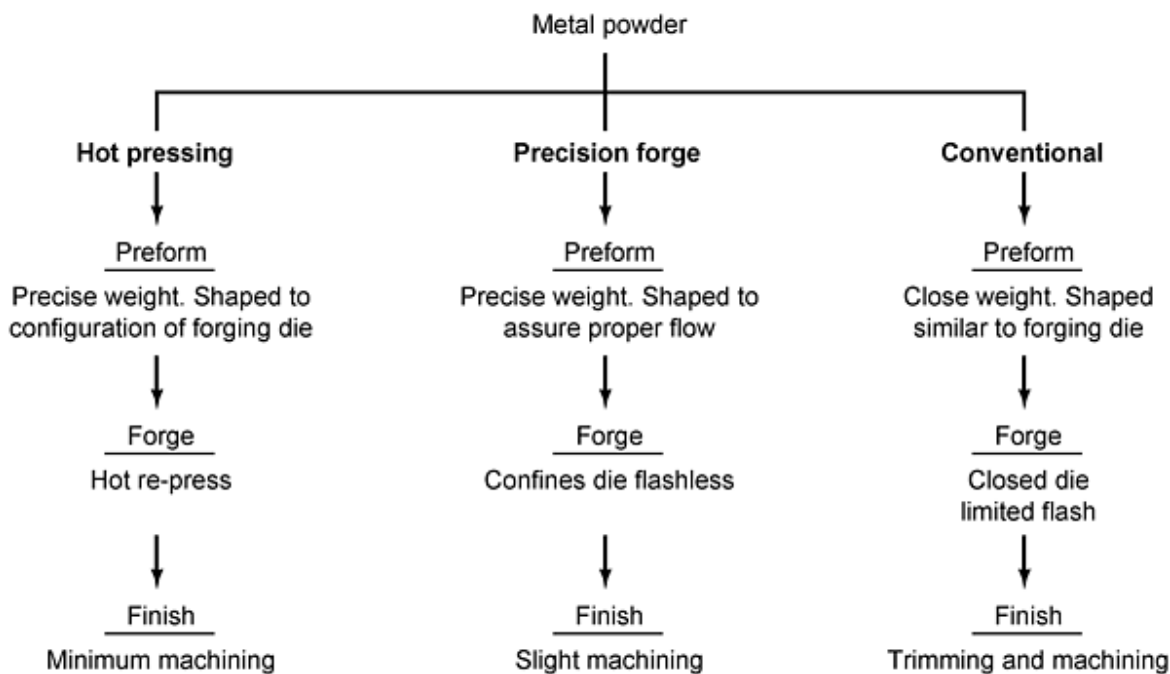 Metal powder
Hot pressing
Precision forge
Conventional
Preform
Preform
Preform
Precise weight. Shaped to
configuration of forging die
Precise weight. Shaped to
assure proper flow
Close weight. Shaped
similar to forging die
Forge
Forge
Forge
Hot re-press
Confines die flashless
Closed die
limited flash
Finish
Finish
Finish
Minimum machining
Slight machining
Trimming and machining